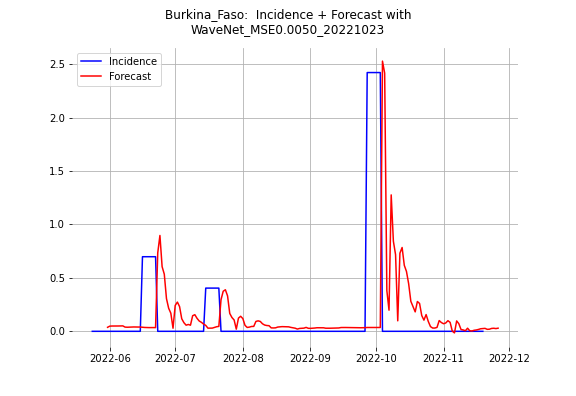 Burkina_Faso:  Incidence + Forecast with
WaveNet_MSE0.0050_20221023
Incidence
Forecast
2.5
2.0
1.5
1.0
0.5
0.0
2022-06 2022-07 2022-08 2022-09 2022-10 2022-11 2022-12